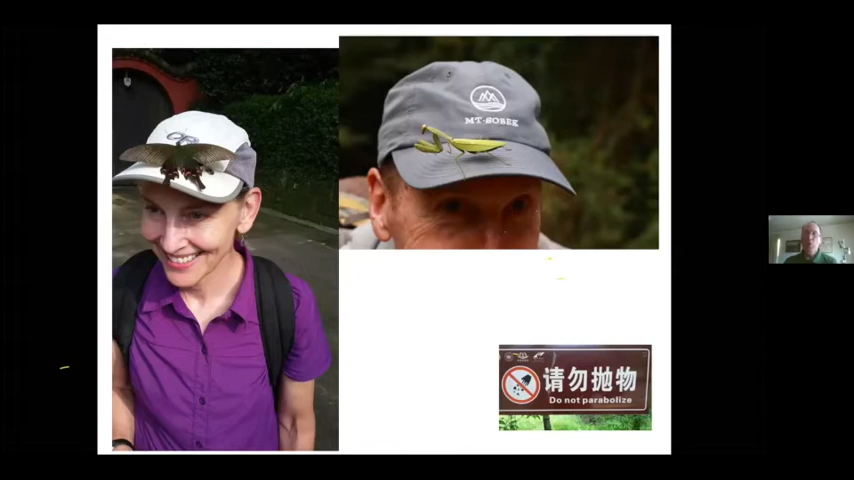 MT·SOBEK
请勿抛物
Do not parabolize